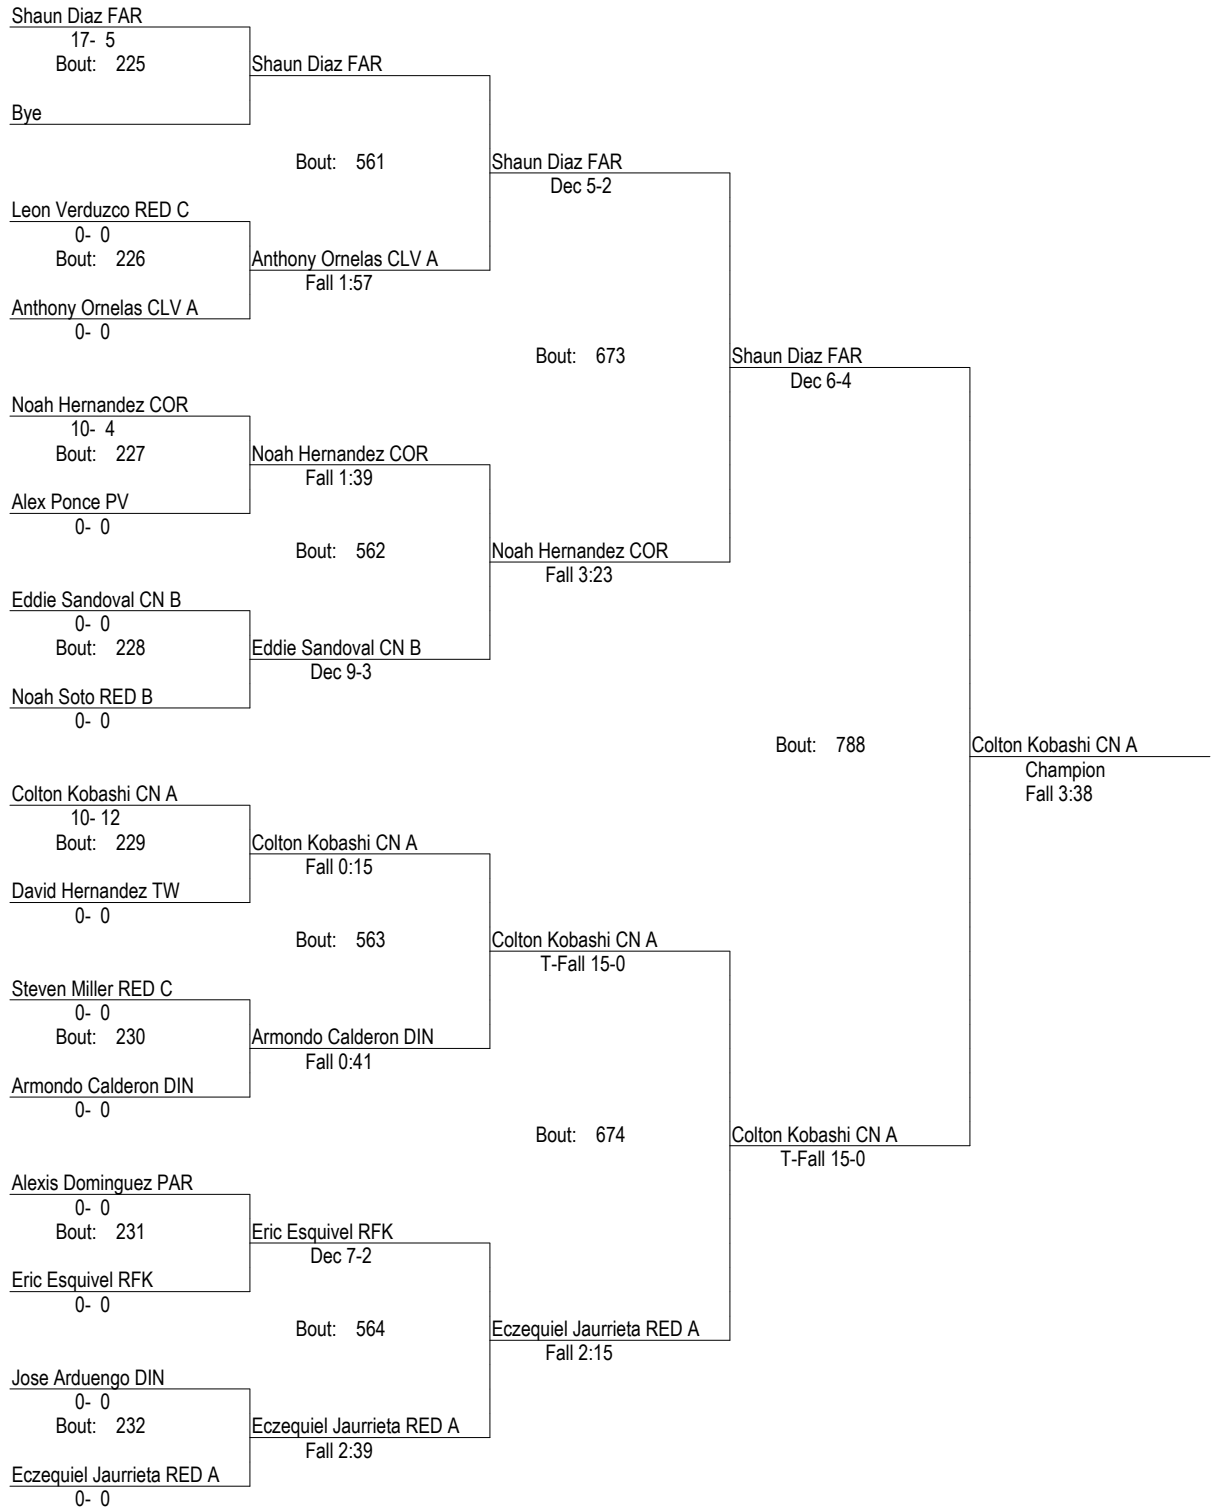 Shaun Diaz FAR
17- 5
Bout: 225
Shaun Diaz FAR
Bye
Bout: 561
Shaun Diaz FAR
Dec 5-2
Leon Verduzco RED C
0- 0
Bout: 226
Anthony Ornelas CLV A
Fall 1:57
Anthony Ornelas CLV A
0- 0
Bout: 673
Shaun Diaz FAR
Dec 6-4
Noah Hernandez COR
10- 4
Bout: 227
Noah Hernandez COR
Fall 1:39
Alex Ponce PV
0- 0
Bout: 562
Noah Hernandez COR
Fall 3:23
Eddie Sandoval CN B
0- 0
Bout: 228
Eddie Sandoval CN B
Dec 9-3
Noah Soto RED B
0- 0
Bout: 788
Colton Kobashi CN A
Champion
Fall 3:38
Colton Kobashi CN A
10- 12
Bout: 229
Colton Kobashi CN A
Fall 0:15
David Hernandez TW
0- 0
Bout: 563
Colton Kobashi CN A
T-Fall 15-0
Steven Miller RED C
0- 0
Bout: 230
Armondo Calderon DIN
Fall 0:41
Armondo Calderon DIN
0- 0
Bout: 674
Colton Kobashi CN A
T-Fall 15-0
Alexis Dominguez PAR
0- 0
Bout: 231
Eric Esquivel RFK
Dec 7-2
Eric Esquivel RFK
0- 0
Bout: 564
Eczequiel Jaurrieta RED A
Fall 2:15
Jose Arduengo DIN
0- 0
Bout: 232
Eczequiel Jaurrieta RED A
Fall 2:39
Eczequiel Jaurrieta RED A
0- 0